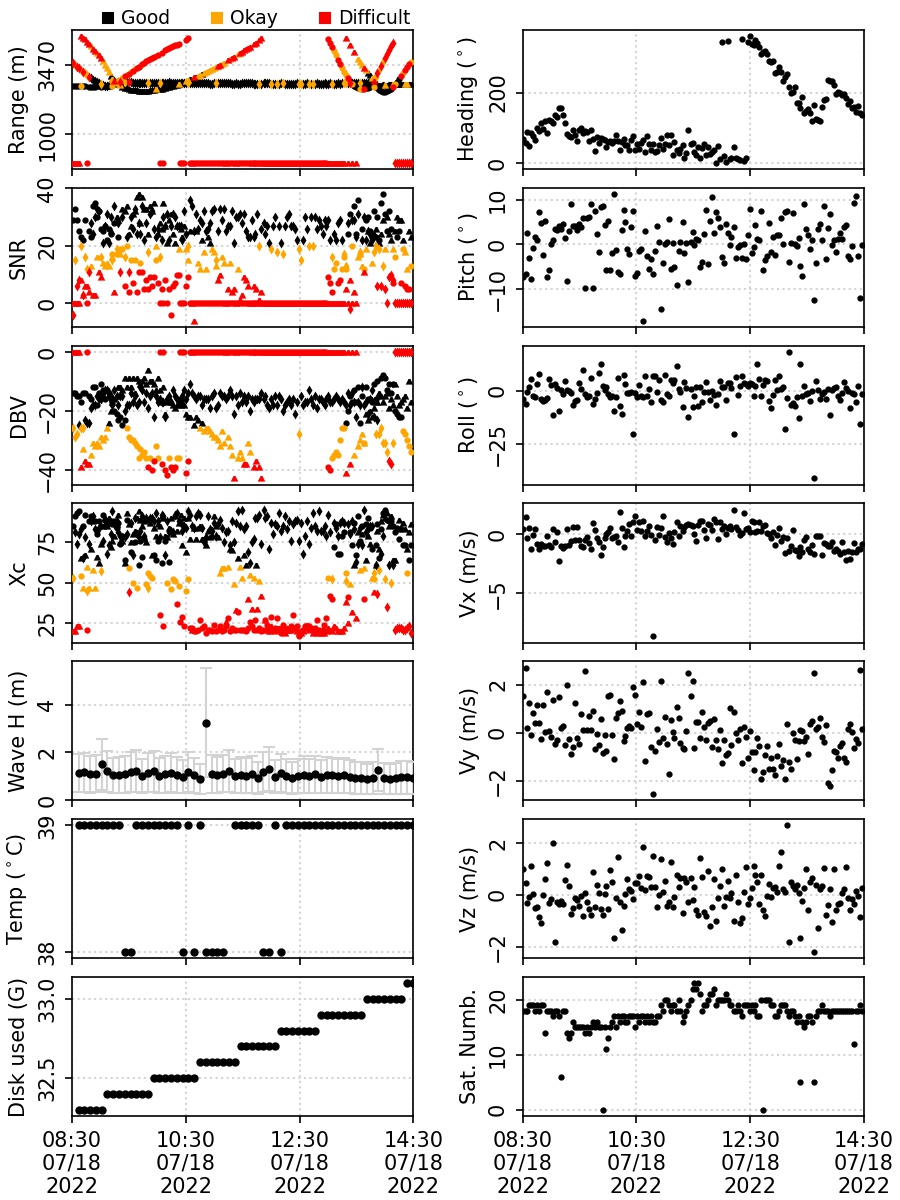 Good Okay Difficult
Range (m)
3470
1000
Heading (°)
200
0
SNR
40
20
0
Pitch (°)
10
0
−10
DBV
0
−20
−40
Roll (°)
0
−25
Xc
75
50
25
Vx (m/s)
0
−5
Wave H (m)
4
2
0
Vy (m/s)
2
0
−2
Temp (°C)
39
38
Vz (m/s)
2
0
−2
Disk used (G)
33.0
32.5
Sat. Numb.
20
10
0
08:30 10:30 12:30 14:30 08:30 10:30 12:30 14:30
07/18 07/18 07/18 07/18 07/18 07/18 07/18 07/18
2022 2022 2022 2022 2022 2022 2022 2022